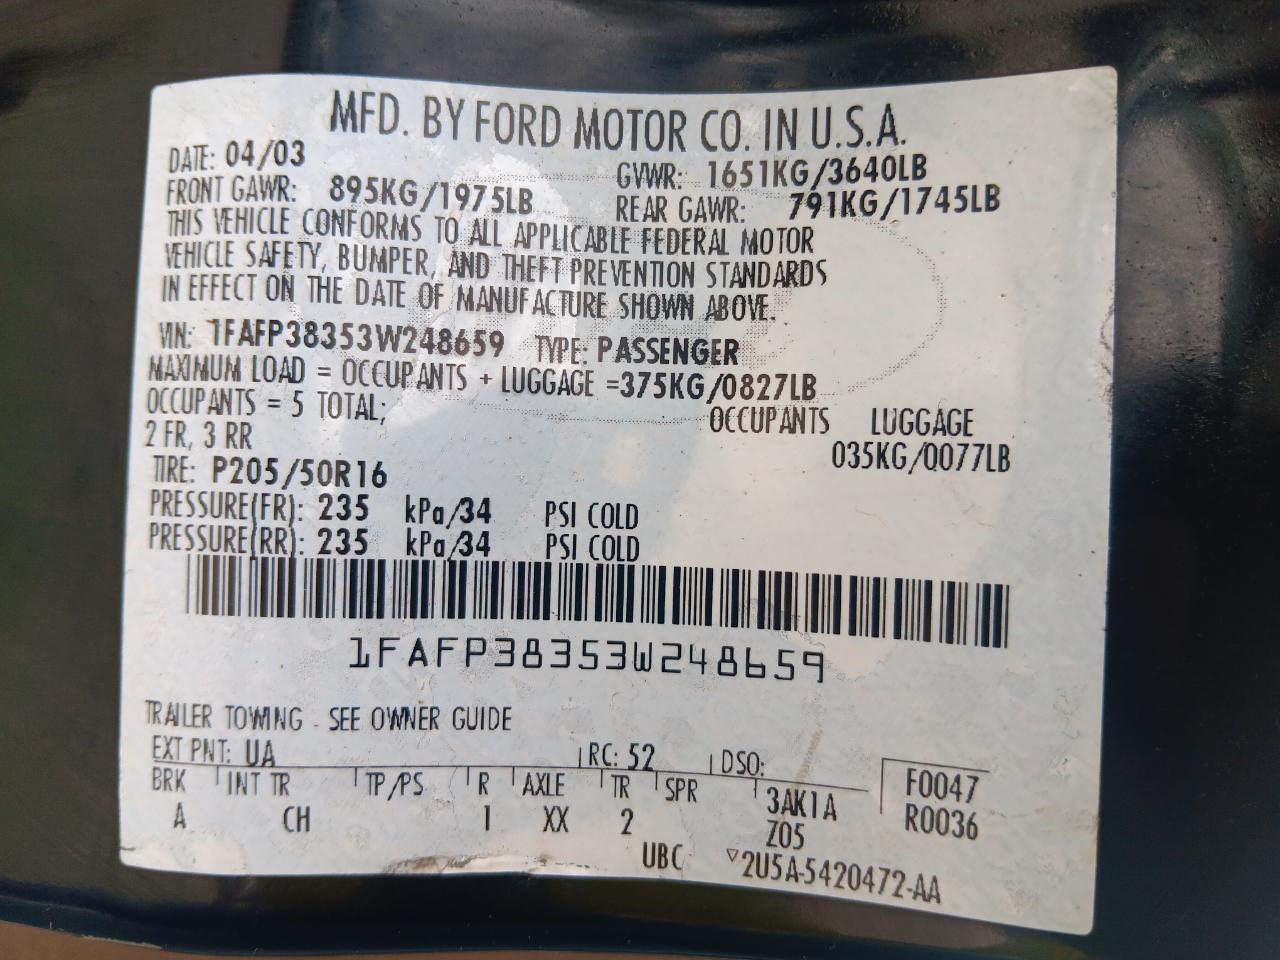 MFD. BY FORD MOTOR CO. IN U.S.A.
DATE: 04/03 GVWR: 1651KG/3640LB
FRONT GAWR: 895KG/1975LB REAR GAWR: 791KG/1745LB
THIS VEHICLE CONFORMS TO ALL APPLICABLE FEDERAL MOTOR
VEHICLE SAFETY, BUMPER, AND THEFT PREVENTION STANDARDS
IN EFFECT ON THE DATE OF MANUFACTURE SHOWN ABOVE.
VIN: 1FAFP38353W248659 TYPE: PASSENGER
MAXIMUM LOAD = OCCUPANTS + LUGGAGE =375KG/0827LB
OCCUPANTS = 5 TOTAL; OCCUPANTS LUGGAGE
2 FR, 3 RR 035KG/0077LB
TIRE: P205/50R16
PRESSURE(FR): 235 kPa/34 PSI COLD
PRESSURE(RR): 235 kPa/34 PSI COLD
1FAFP38353W248659
TRAILER TOWING - SEE OWNER GUIDE
EXT PNT: UA RC: 52 DSO: F0047
BRK INT TR TP/PS R AXLE TR SPR 3AK1A R0036
A CH 1 XX 2 Z05
UBC ▽2U5A-5420472-AA